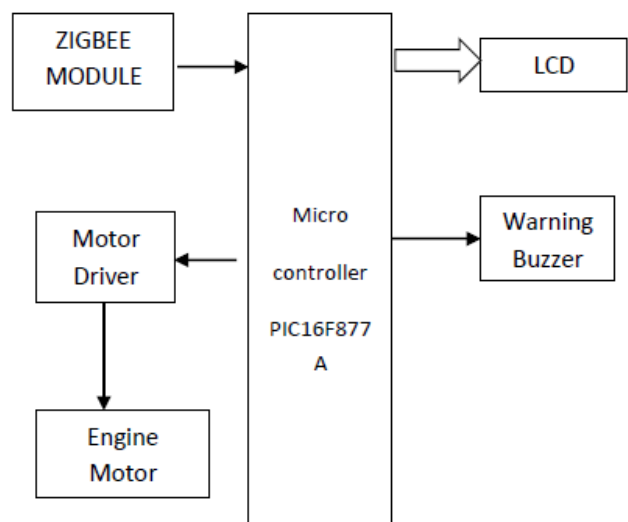 ZIGBEE
MODULE
LCD
Micro
controller
PIC16F877
A
Motor
Driver
Warning
Buzzer
Engine
Motor